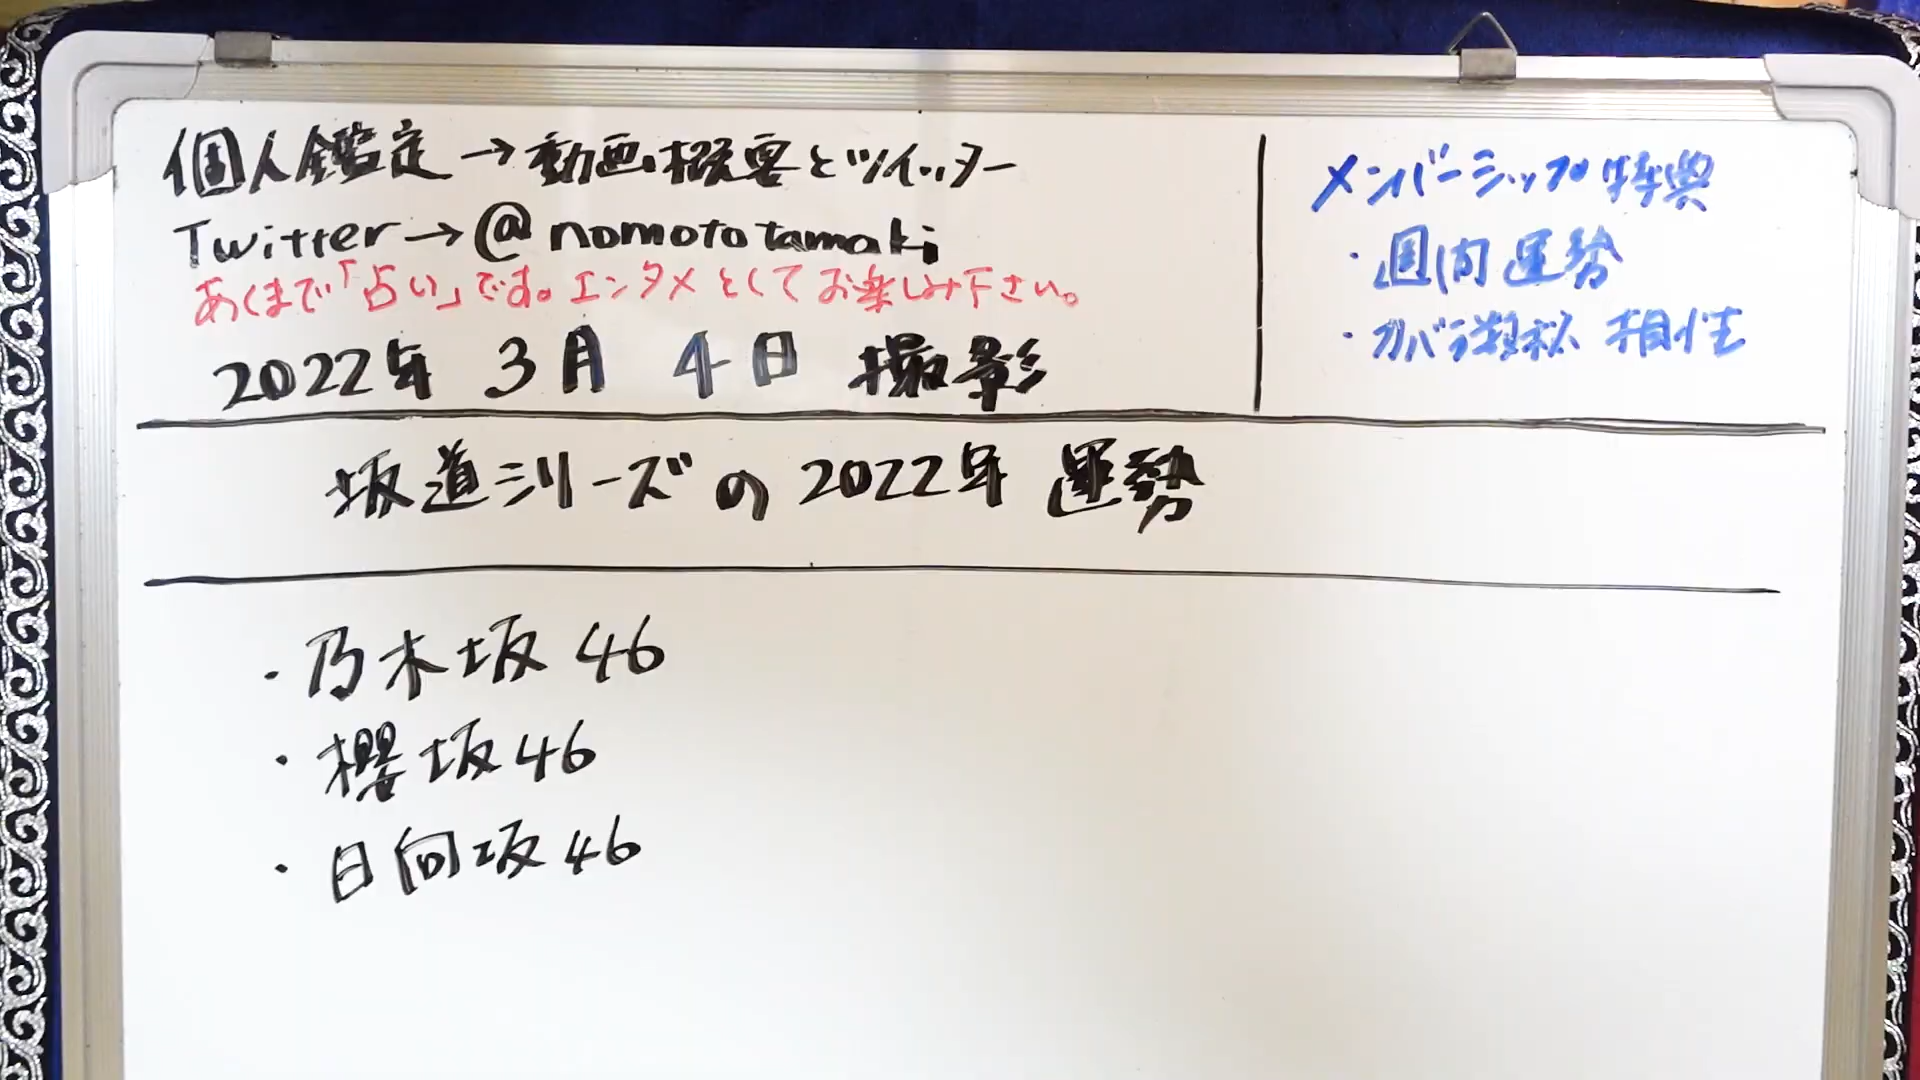 個人鑑定→動画概要とツイッター
Twitter→@nomototamaki
あくまで「占い」です。エンタメとしてお楽しみ下さい。
2022年 3月 4日 撮影
メンバーシップ特典
・週間運勢
・カバラ数秘 相性
坂道シリーズの2022年 運勢
・乃木坂46
・櫻坂46
・日向坂46